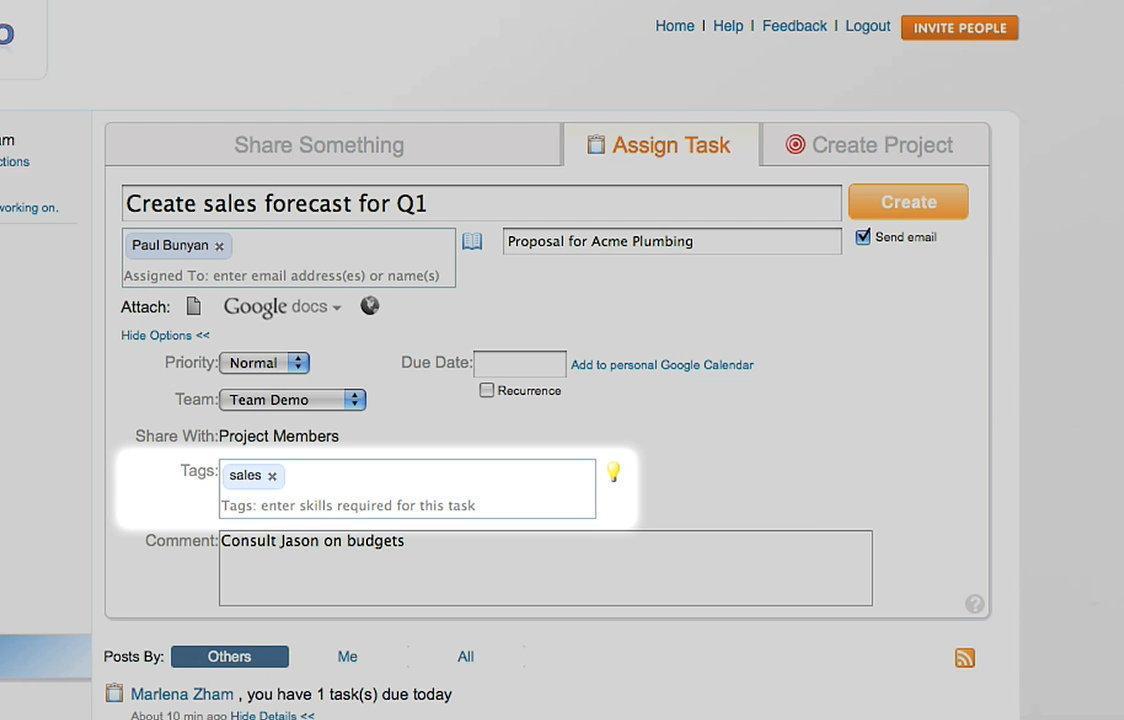 Home | Help | Feedback | Logout INVITE PEOPLE
Share Something Assign Task Create Project
ctions
working on.
Create sales forecast for Q1 Create
Paul Bunyan × Proposal for Acme Plumbing Send email
Assigned To: enter email address(es) or name(s)
Attach: Google docs
Hide Options <<
Priority: Normal Due Date: Add to personal Google Calendar
Recurrence
Team: Team Demo
Share With: Project Members
Tags: sales ×
Tags: enter skills required for this task
Comment: Consult Jason on budgets
?
Posts By: Others Me All
Marlena Zham , you have 1 task(s) due today
About 10 min ago Hide Details <<